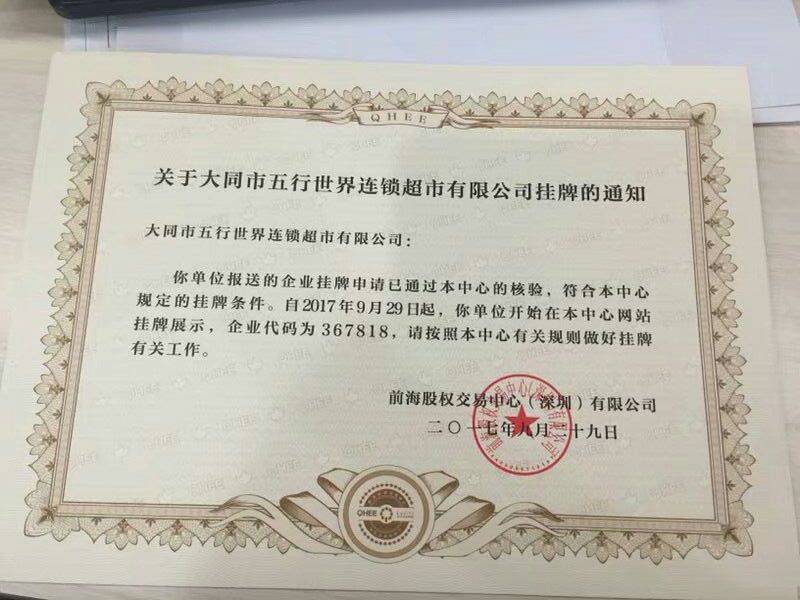 QHEE
关于大同市五行世界连锁超市有限公司挂牌的通知
大同市五行世界连锁超市有限公司：
你单位报送的企业挂牌申请已通过本中心的核验，符合本中心
规定的挂牌条件。自2017年9月29日起，你单位开始在本中心网站
挂牌展示，企业代码为367818，请按照本中心有关规则做好挂牌
有关工作。
前海股权交易中心（深圳）有限公司
二〇一七年九月二十九日
QHEE